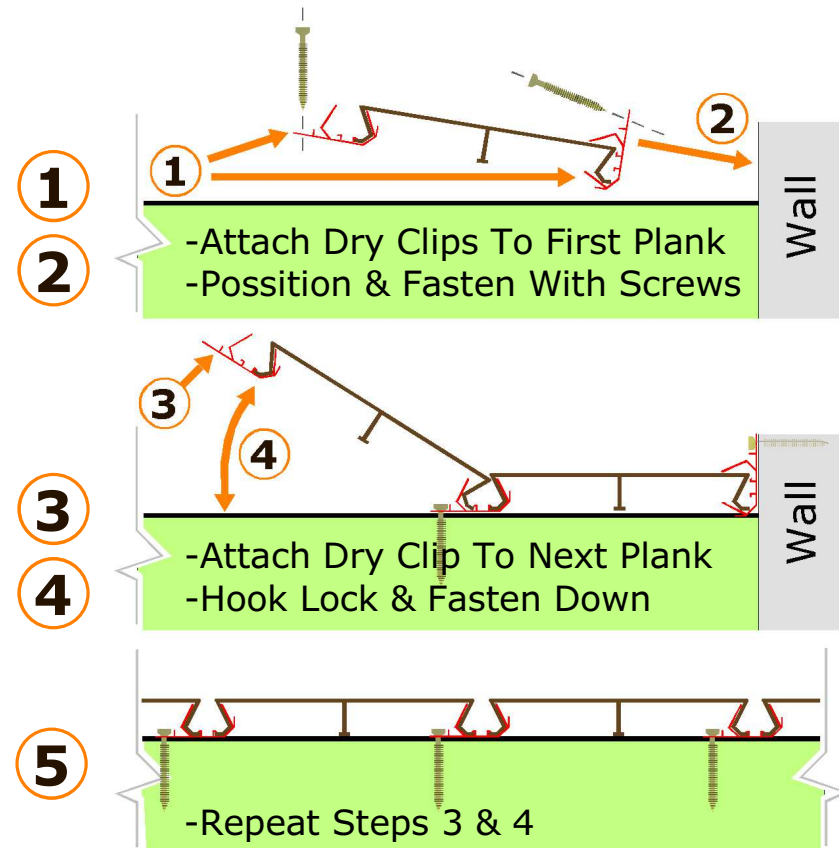 1
2
1
2
Wall
-Attach Dry Clips To First Plank
-Possition & Fasten With Screws
3
4
3
4
Wall
-Attach Dry Clip To Next Plank
-Hook Lock & Fasten Down
5
-Repeat Steps 3 & 4